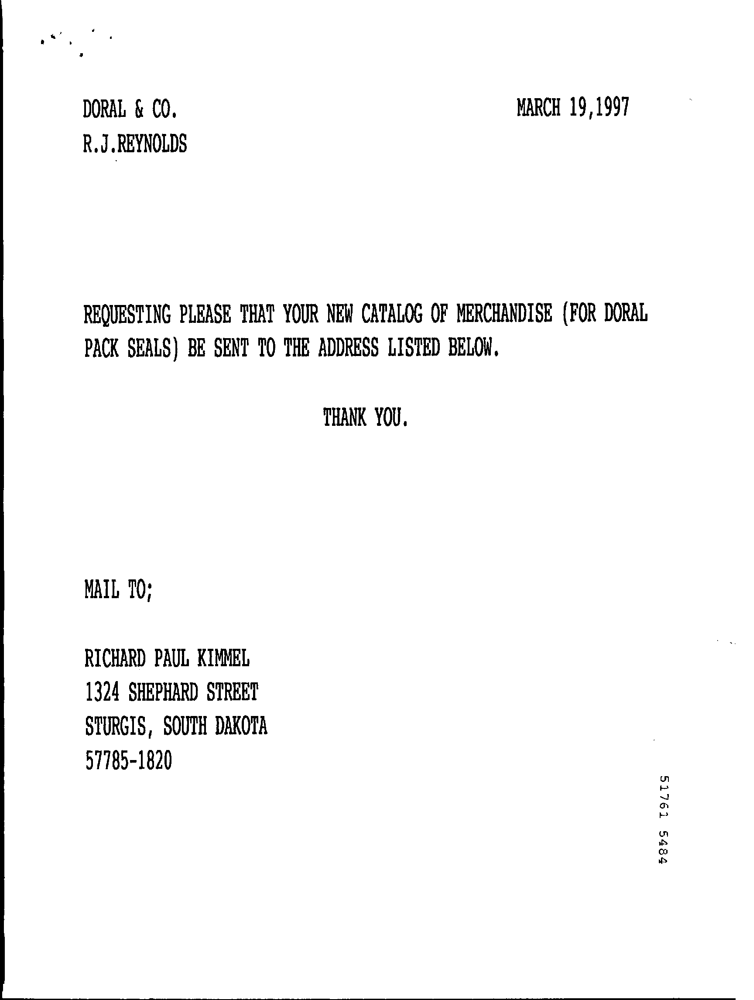 DORAL & CO. MARCH 19,1997
R.J.REYNOLDS
REQUESTING PLEASE THAT YOUR NEW CATALOG OF MERCHANDISE (FOR DORAL
PACK SEALS) BE SENT TO THE ADDRESS LISTED BELOW.
THANK YOU.
MAIL TO;
RICHARD PAUL KIMMEL
1324 SHEPHARD STREET
STURGIS, SOUTH DAKOTA
57785-1820
51761 5484